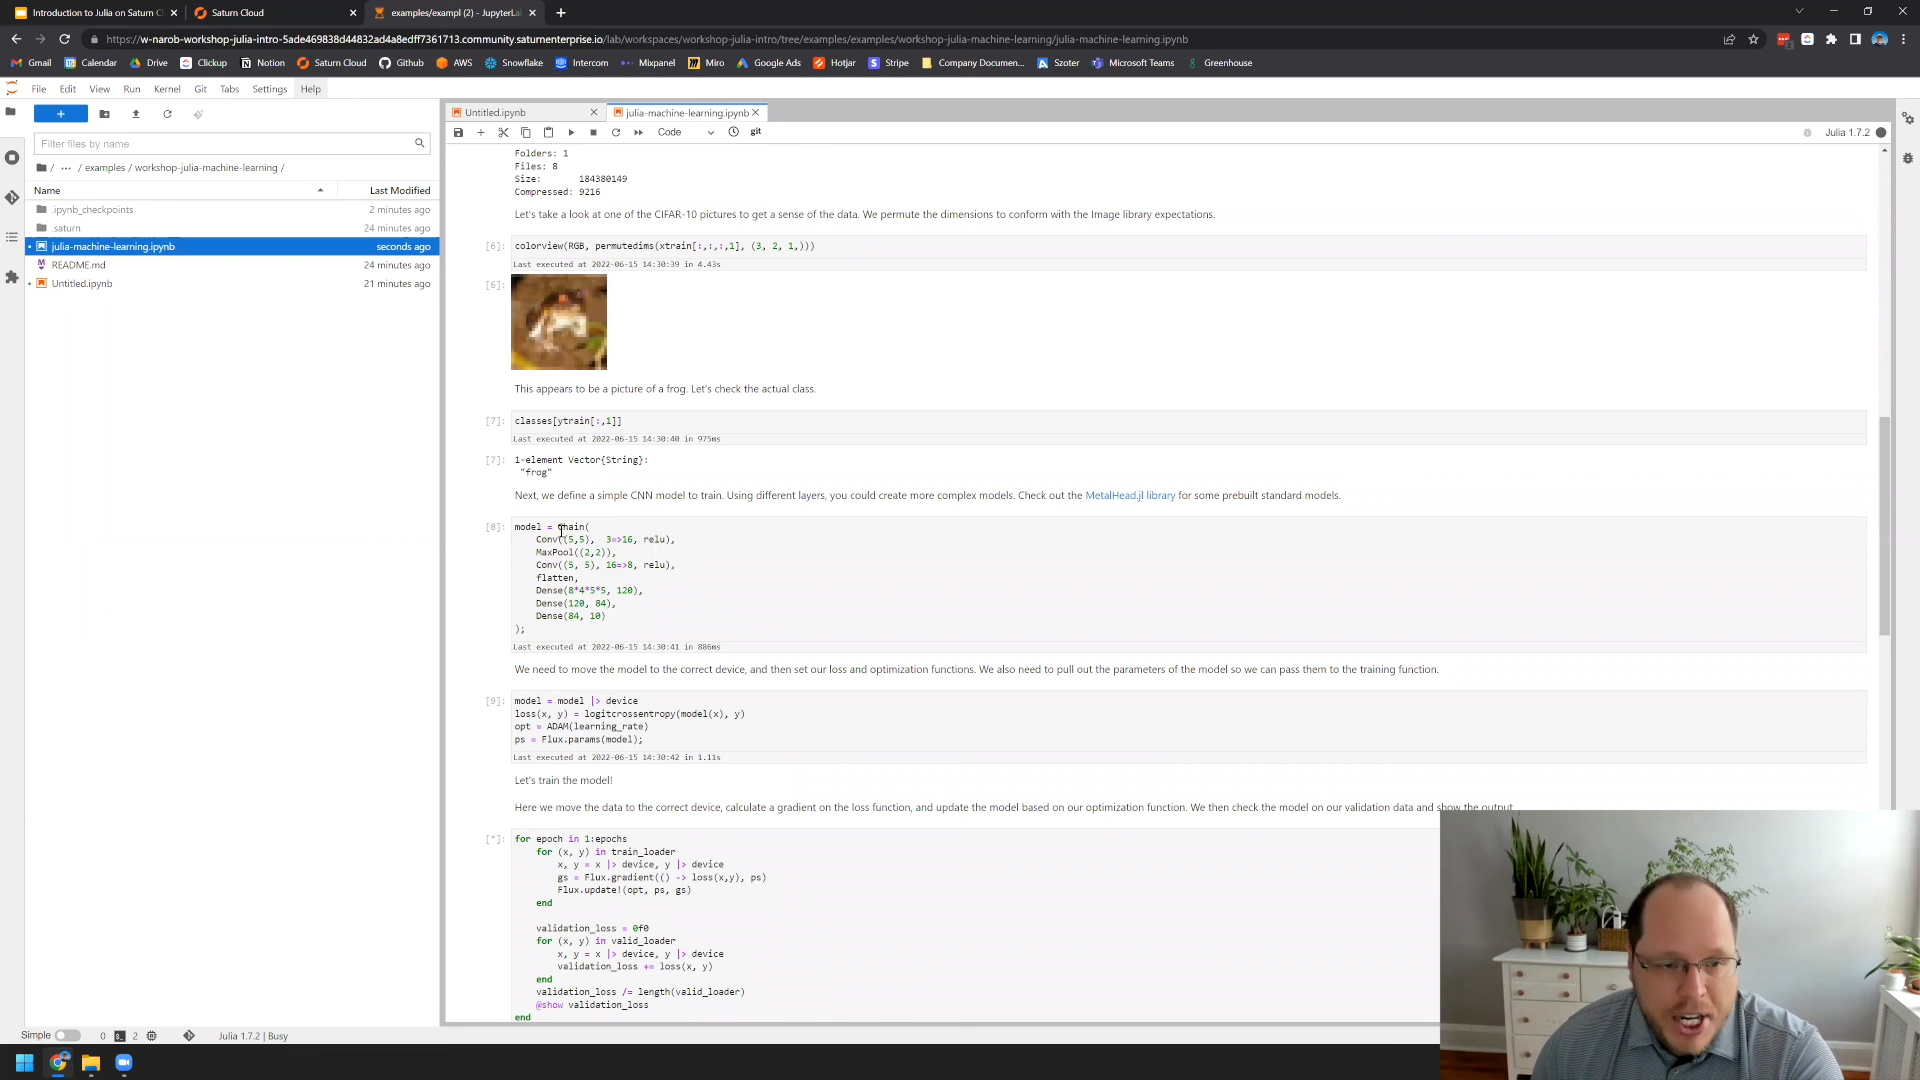 Introduction to Julia on Saturn C
Saturn Cloud
examples/exampl (2) - JupyterLa
https://w-narob-workshop-julia-intro-5ade469838d44832ad4a8edff7361713.community.saturnenterprise.io/lab/workspaces/workshop-julia-intro/tree/examples/examples/workshop-julia-machine-learning/julia-machine-learning.ipynb
Gmail Calendar Drive Clickup Notion Saturn Cloud Github AWS Snowflake Intercom Mixpanel Miro Google Ads Hotjar Stripe Company Documen... Szoter Microsoft Teams Greenhouse
File Edit View Run Kernel Git Tabs Settings Help
Filter files by name
/ ... / examples / workshop-julia-machine-learning /
Name Last Modified
.ipynb_checkpoints 2 minutes ago
.saturn 24 minutes ago
julia-machine-learning.ipynb seconds ago
README.md 24 minutes ago
Untitled.ipynb 21 minutes ago
Untitled.ipynb julia-machine-learning.ipynb
Code git Julia 1.7.2
Folders: 1
Files: 8
Size: 184380149
Compressed: 9216
Let's take a look at one of the CIFAR-10 pictures to get a sense of the data. We permute the dimensions to conform with the Image library expectations.
[6]: colorview(RGB, permutedims(xtrain[:,:,:,1], (3, 2, 1,)))
Last executed at 2022-06-15 14:30:39 in 4.43s
[6]:
This appears to be a picture of a frog. Let's check the actual class.
[7]: classes[ytrain[:,1]]
Last executed at 2022-06-15 14:30:40 in 975ms
[7]: 1-element Vector{String}:
"frog"
Next, we define a simple CNN model to train. Using different layers, you could create more complex models. Check out the MetalHead.jl library for some prebuilt standard models.
[8]: model = Chain(
Conv((5,5), 3=>16, relu),
MaxPool((2,2)),
Conv((5, 5), 16=>8, relu),
flatten,
Dense(8*4*5*5, 120),
Dense(120, 84),
Dense(84, 10)
);
Last executed at 2022-06-15 14:30:41 in 886ms
We need to move the model to the correct device, and then set our loss and optimization functions. We also need to pull out the parameters of the model so we can pass them to the training function.
[9]: model = model |> device
loss(x, y) = logitcrossentropy(model(x), y)
opt = ADAM(learning_rate)
ps = Flux.params(model);
Last executed at 2022-06-15 14:30:42 in 1.11s
Let's train the model!
Here we move the data to the correct device, calculate a gradient on the loss function, and update the model based on our optimization function. We then check the model on our validation data and show the output
[*]: for epoch in 1:epochs
for (x, y) in train_loader
x, y = x |> device, y |> device
gs = Flux.gradient(() -> loss(x,y), ps)
Flux.update!(opt, ps, gs)
end
validation_loss = 0f0
for (x, y) in valid_loader
x, y = x |> device, y |> device
validation_loss += loss(x, y)
end
validation_loss /= length(valid_loader)
@show validation_loss
end
Simple 0 2 Julia 1.7.2 | Busy